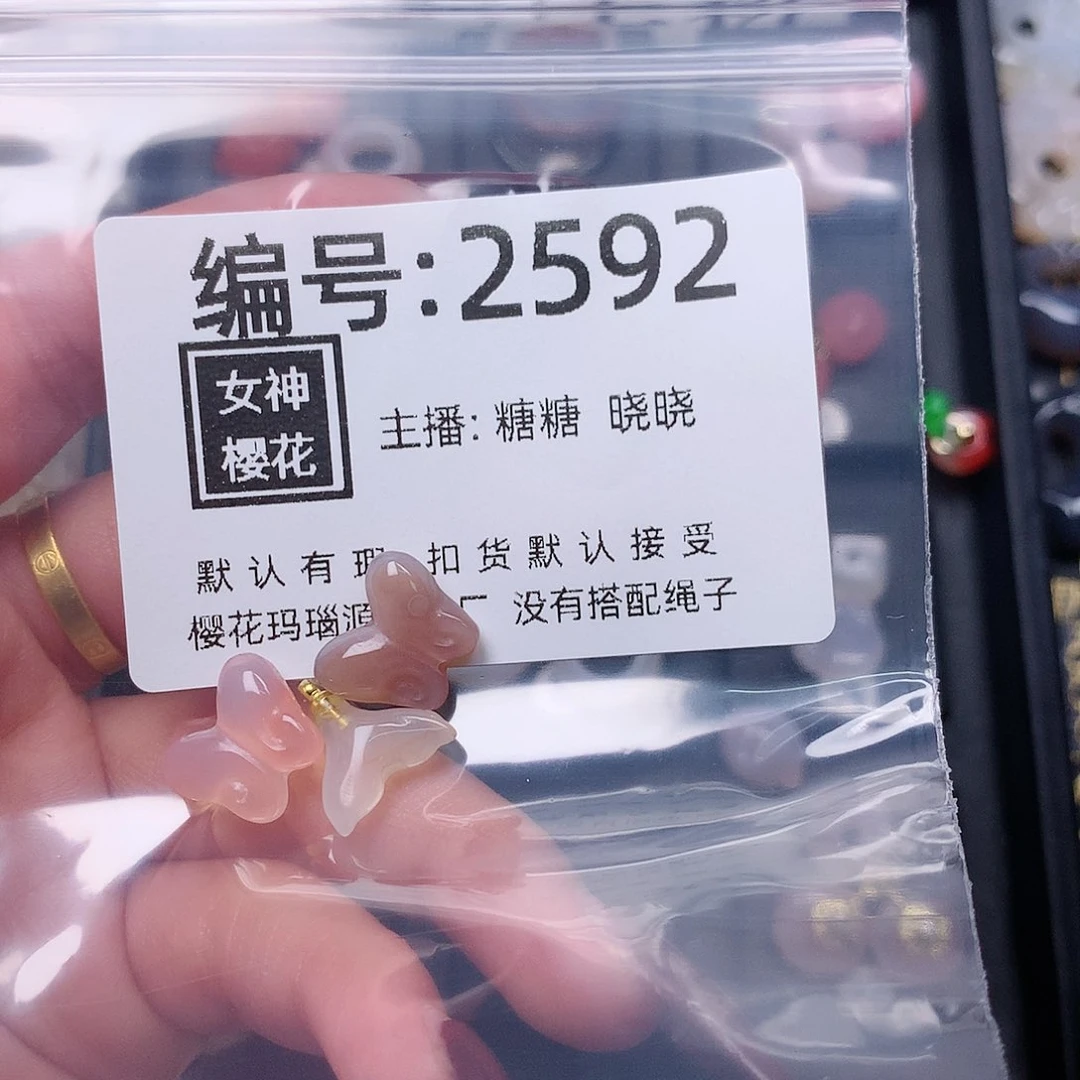 编号:2592
女神
樱花
主播: 糖糖 晓晓
默认有瑕 扣货默认接受
樱花玛瑙源 厂 没有搭配绳子